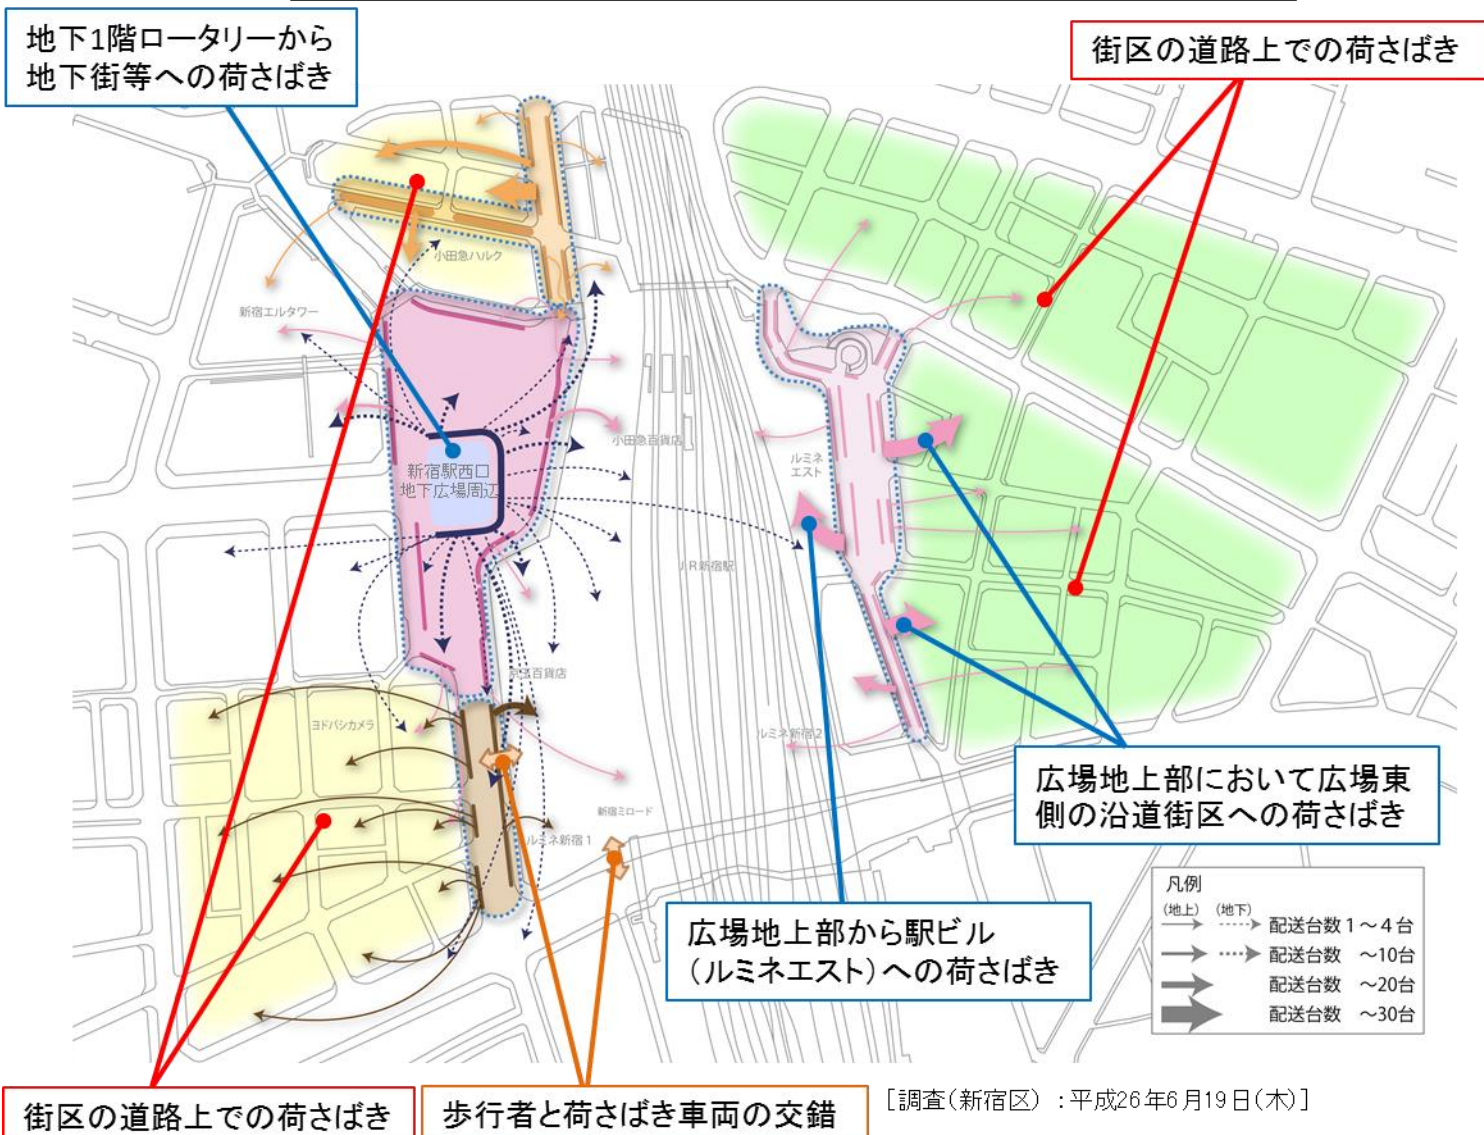 地下1階ロータリーから
地下街等への荷さばき
街区の道路上での荷さばき
小田急ハルク
新宿エルタワー
小田急百貨店
新宿駅西口
地下広場周辺
ルミネ
エスト
JR新宿駅
京王百貨店
ヨドバシカメラ
ルミネ新宿2
新宿ミロード
ルミネ新宿1
広場地上部において広場東
側の沿道街区への荷さばき
広場地上部から駅ビル
(ルミネエスト)への荷さばき
凡例
(地上) (地下)
配送台数1~4台
配送台数 ~10台
配送台数 ~20台
配送台数 ~30台
街区の道路上での荷さばき
歩行者と荷さばき車両の交錯
[調査(新宿区):平成26年6月19日(木)]